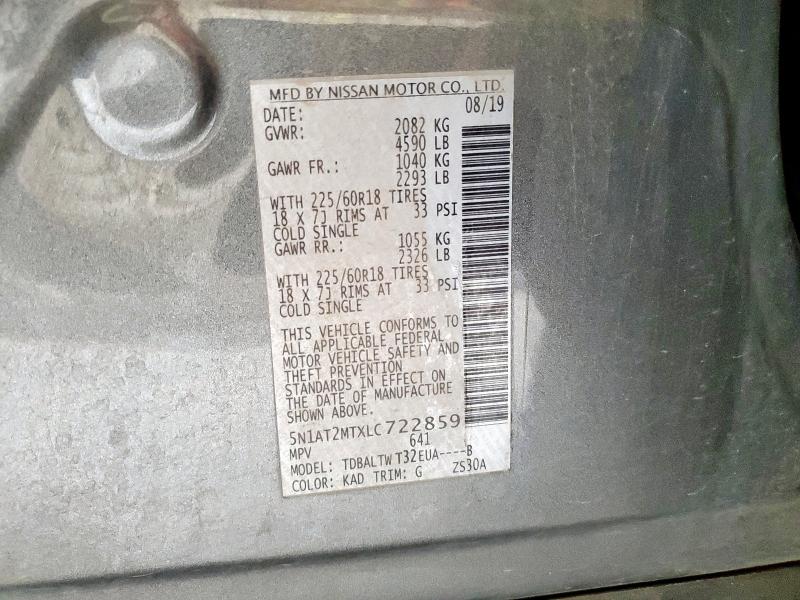 MFD BY NISSAN MOTOR CO., LTD.
DATE: 08/19
GVWR: 2082 KG
4590 LB
GAWR FR.: 1040 KG
2293 LB
WITH 225/60R18 TIRES
18 X 7J RIMS AT 33 PSI
COLD SINGLE
GAWR RR.: 1055 KG
2326 LB
WITH 225/60R18 TIRES
18 X 7J RIMS AT 33 PSI
COLD SINGLE
THIS VEHICLE CONFORMS TO
ALL APPLICABLE FEDERAL
MOTOR VEHICLE SAFETY AND
THEFT PREVENTION
STANDARDS IN EFFECT ON
THE DATE OF MANUFACTURE
SHOWN ABOVE.
5N1AT2MTXLC722859
MPV 641
MODEL: TDBALTW T32EUA----B
COLOR: KAD TRIM: G ZS30A